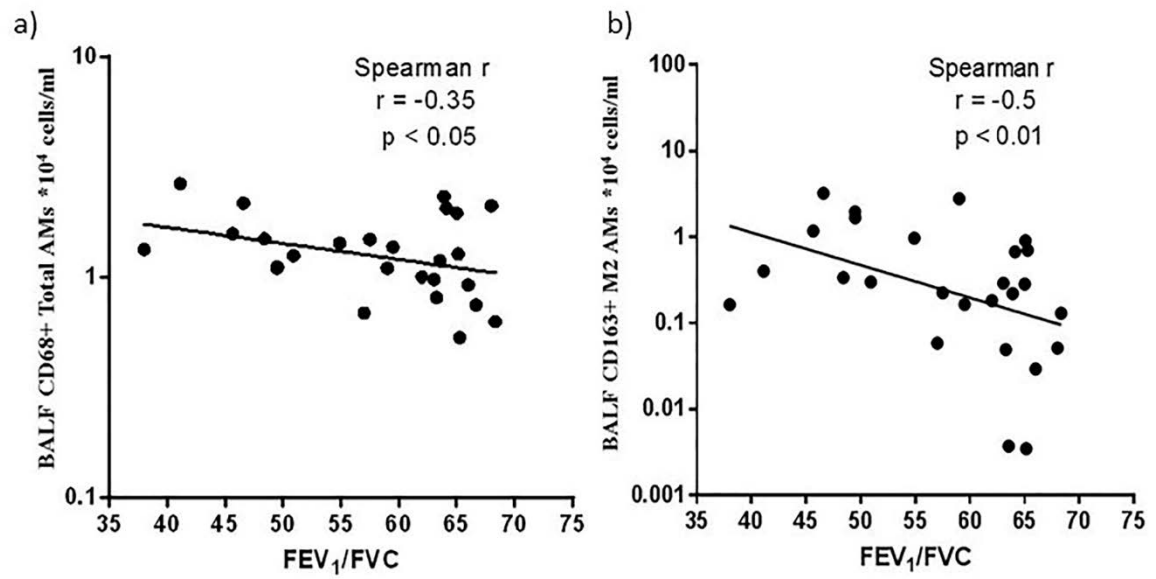 a)
BALF CD68+ Total AMs *10⁴ cells/ml
10
1
0.1
Spearman r
r = -0.35
p < 0.05
35 40 45 50 55 60 65 70 75
FEV₁/FVC
b)
BALF CD163+ M2 AMs *10⁴ cells/ml
100
10
1
0.1
0.01
0.001
Spearman r
r = -0.5
p < 0.01
35 40 45 50 55 60 65 70 75
FEV₁/FVC